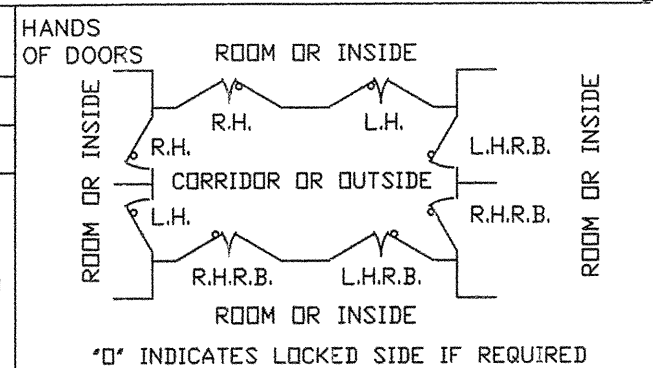 HANDS
OF DOORS
ROOM OR INSIDE
ROOM OR INSIDE
R.H.
L.H.
R.H.
L.H.R.B.
CORRIDOR OR OUTSIDE
L.H.
R.H.R.B.
R.H.R.B.
L.H.R.B.
ROOM OR INSIDE
ROOM OR INSIDE
"O" INDICATES LOCKED SIDE IF REQUIRED